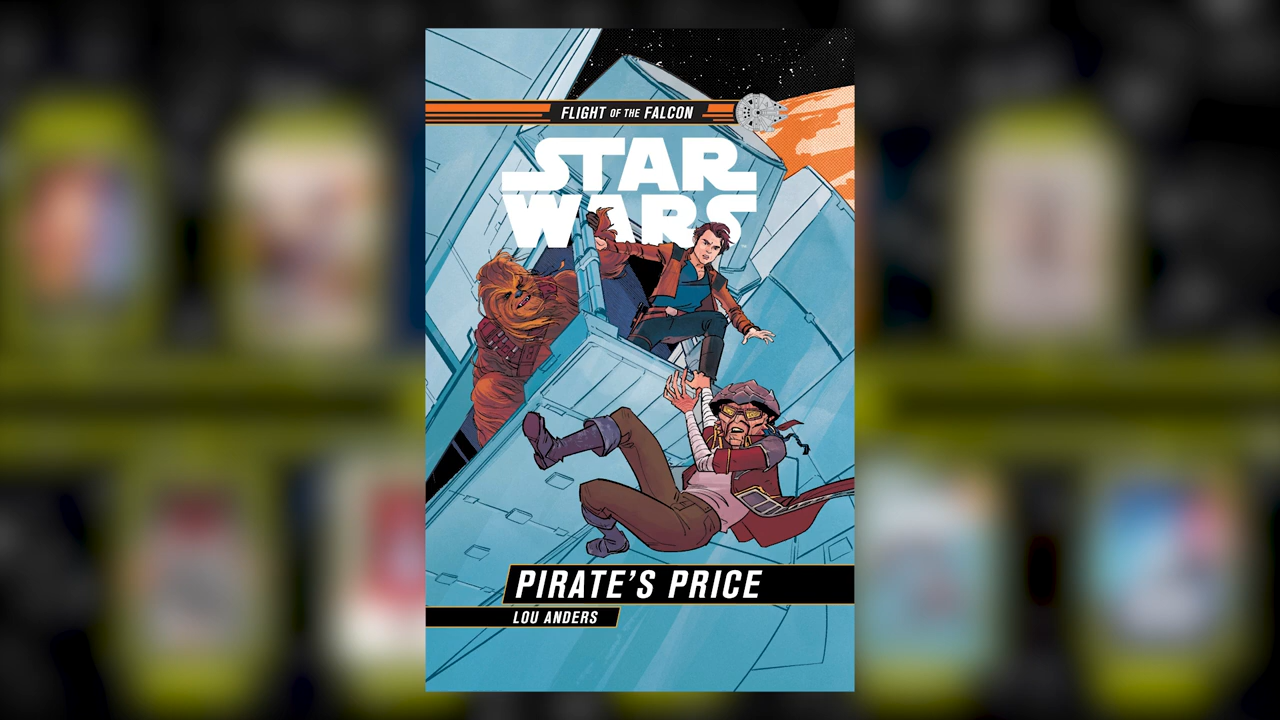 FLIGHT OF THE FALCON
STAR
WARS
PIRATE'S PRICE
LOU ANDERS